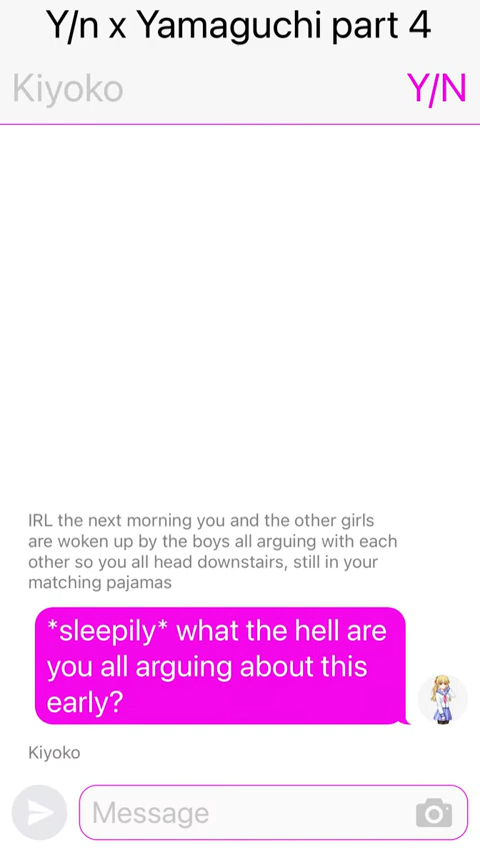 Y/n x Yamaguchi part 4
Kiyoko
Y/N
IRL the next morning you and the other girls
are woken up by the boys all arguing with each
other so you all head downstairs, still in your
matching pajamas
*sleepily* what the hell are
you all arguing about this
early?
Kiyoko
Message